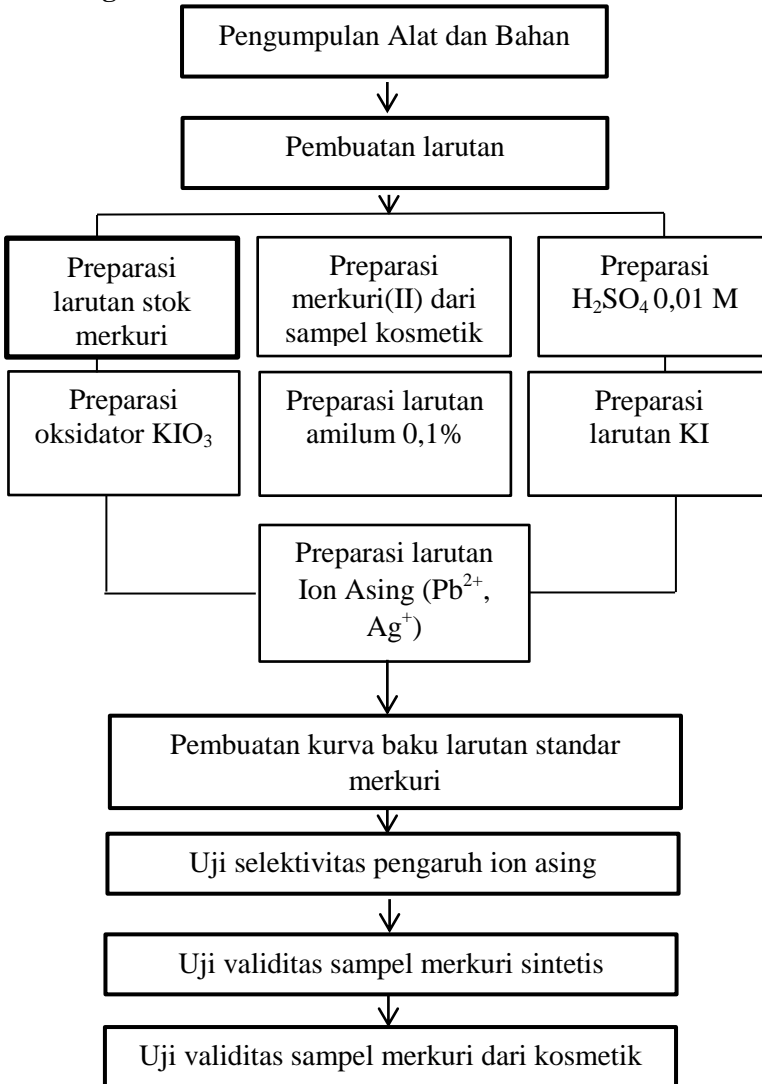 Pengumpulan Alat dan Bahan
Pembuatan larutan
Preparasi
larutan stok
merkuri
Preparasi
merkuri(II) dari
sampel kosmetik
Preparasi
H₂SO₄ 0,01 M
Preparasi
oksidator KIO₃
Preparasi larutan
amilum 0,1%
Preparasi
larutan KI
Preparasi larutan
Ion Asing (Pb²⁺,
Ag⁺)
Pembuatan kurva baku larutan standar
merkuri
Uji selektivitas pengaruh ion asing
Uji validitas sampel merkuri sintetis
Uji validitas sampel merkuri dari kosmetik